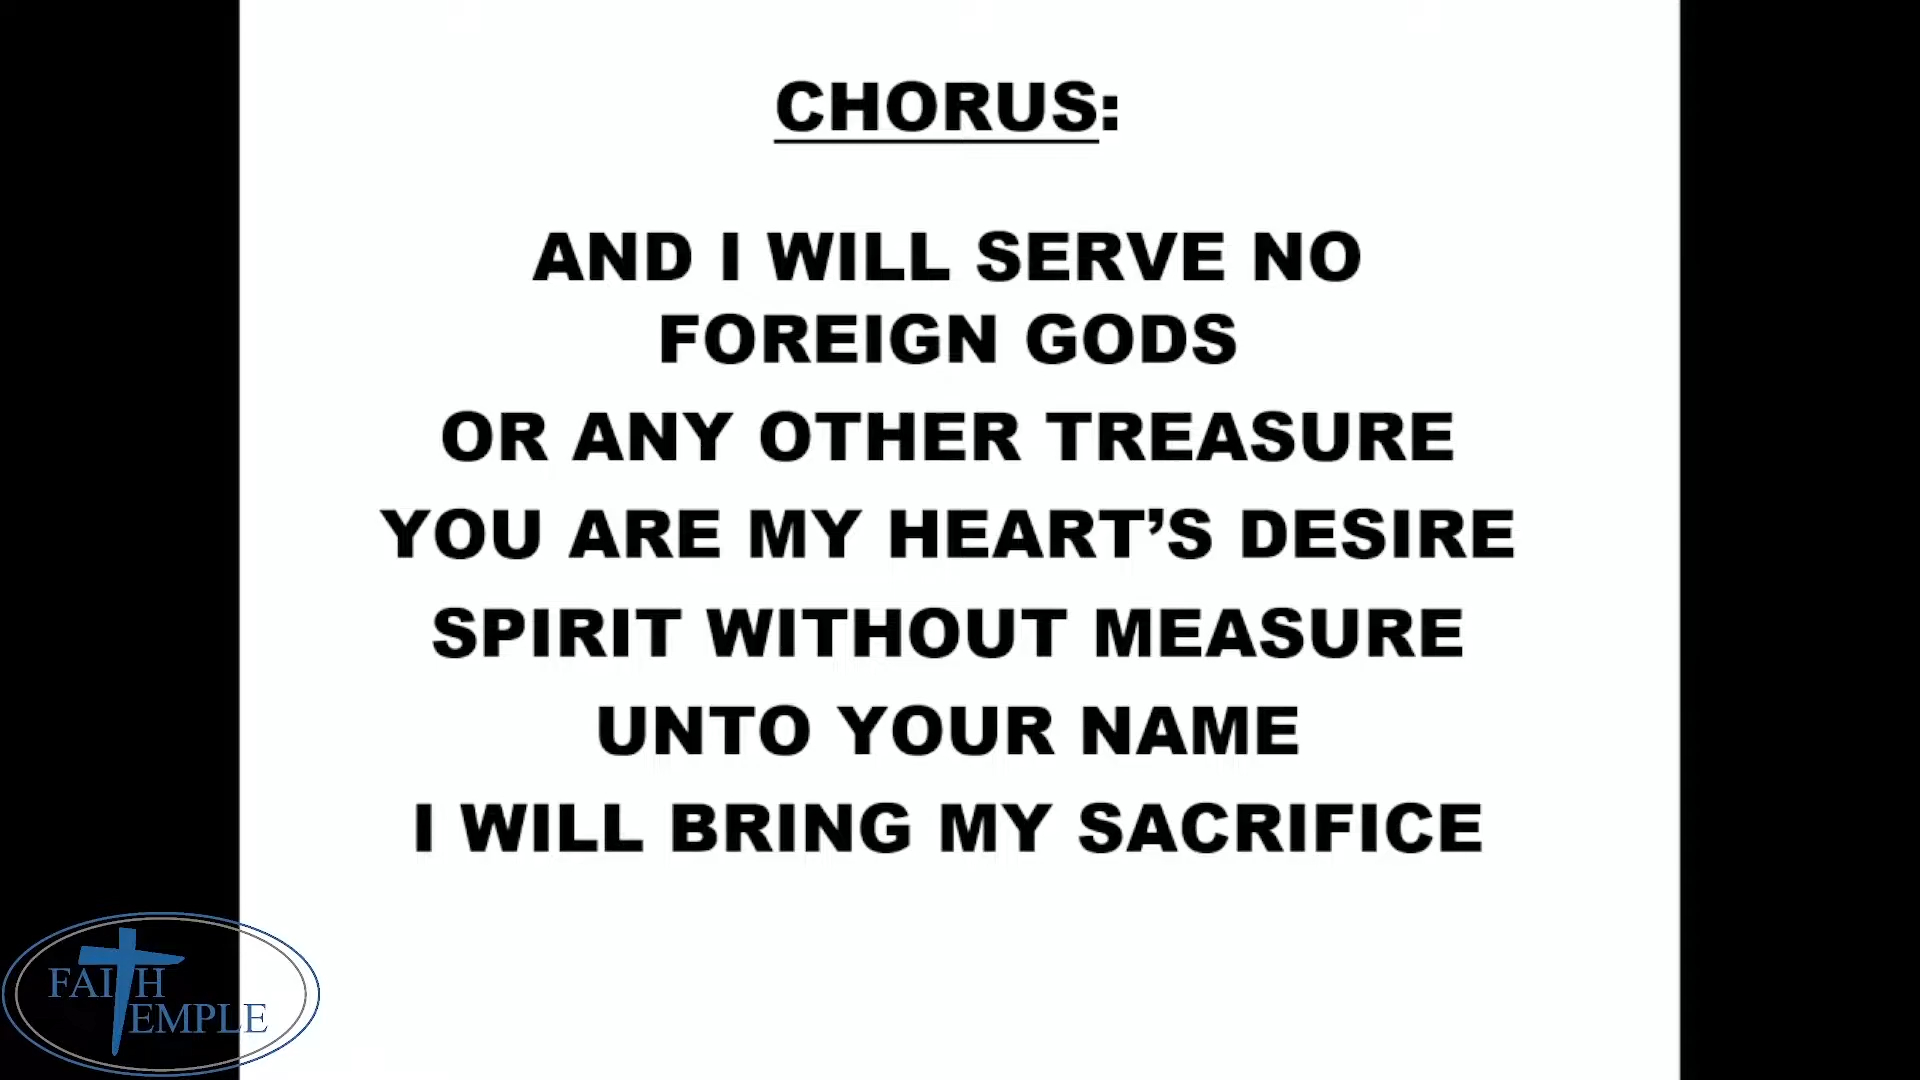 CHORUS:
AND I WILL SERVE NO
FOREIGN GODS
OR ANY OTHER TREASURE
YOU ARE MY HEART’S DESIRE
SPIRIT WITHOUT MEASURE
UNTO YOUR NAME
I WILL BRING MY SACRIFICE
FAITH
TEMPLE